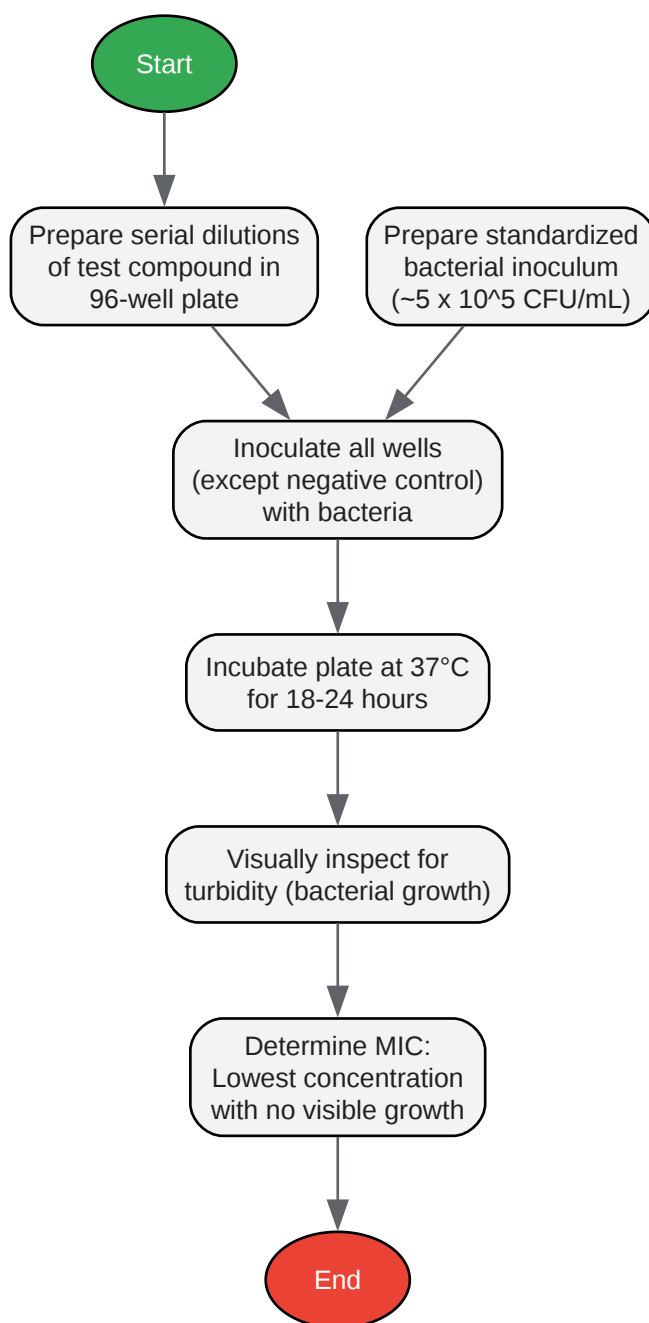 Start
Prepare serial dilutions
of test compound in
96-well plate
Prepare standardized
bacterial inoculum
(~5 x 10^5 CFU/mL)
Inoculate all wells
(except negative control)
with bacteria
Incubate plate at 37°C
for 18-24 hours
Visually inspect for
turbidity (bacterial growth)
Determine MIC:
Lowest concentration
with no visible growth
End